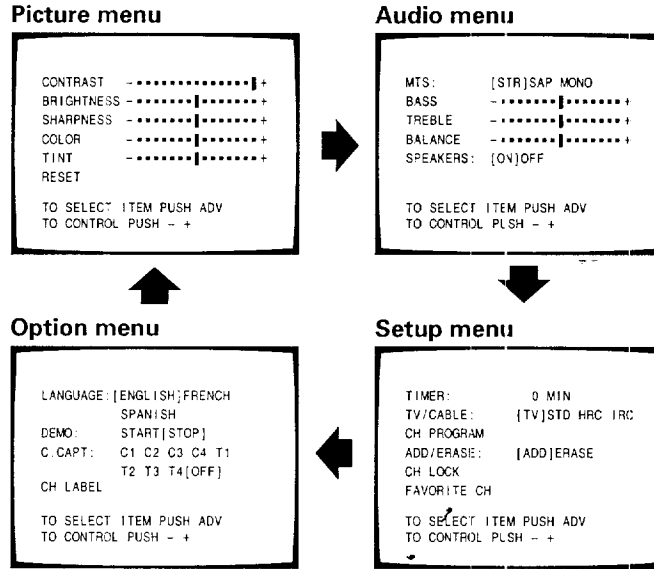 Picture menu
CONTRAST - +
BRIGHTNESS - +
SHARPNESS - +
COLOR - +
TINT - +
RESET
TO SELECT ITEM PUSH ADV
TO CONTROL PUSH - +
Audio menu
MTS: [STR]SAP MONO
BASS - +
TREBLE - +
BALANCE - +
SPEAKERS: [ON]OFF
TO SELECT ITEM PUSH ADV
TO CONTROL PUSH - +
Option menu
LANGUAGE:[ENGLISH]FRENCH
SPANISH
DEMO: START[STOP]
C.CAPT: C1 C2 C3 C4 T1
T2 T3 T4[OFF]
CH LABEL
TO SELECT ITEM PUSH ADV
TO CONTROL PUSH - +
Setup menu
TIMER: 0 MIN
TV/CABLE: [TV]STD HRC IRC
CH PROGRAM
ADD/ERASE: [ADD]ERASE
CH LOCK
FAVORITE CH
TO SELECT ITEM PUSH ADV
TO CONTROL PUSH - +